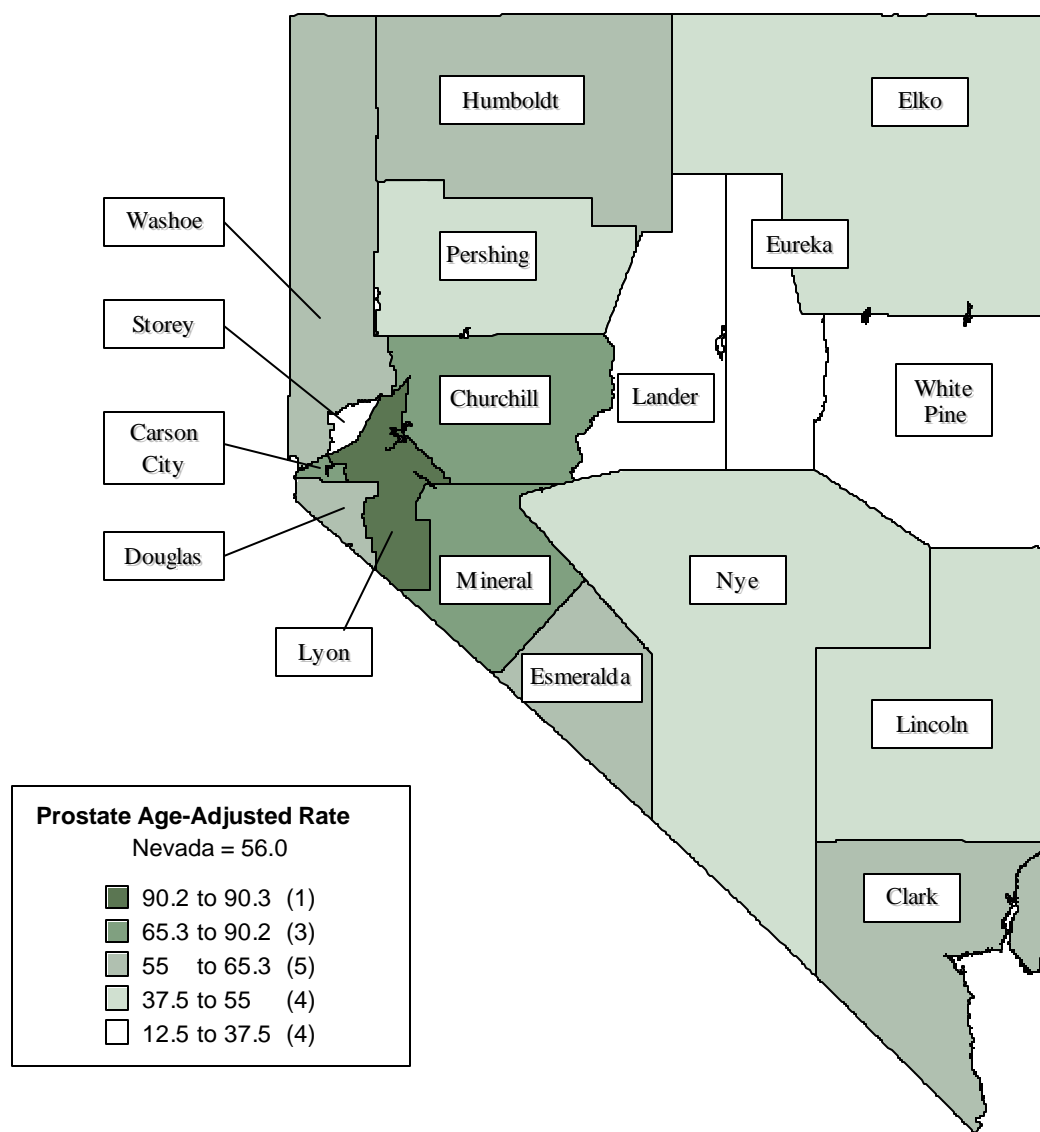 Humboldt
Elko
Washoe
Eureka
Pershing
Storey
Churchill
Lander
White
Pine
Carson
City
Douglas
Mineral
Nye
Lyon
Esmeralda
Lincoln
Prostate Age-Adjusted Rate
Nevada = 56.0
90.2 to 90.3 (1)
65.3 to 90.2 (3)
55 to 65.3 (5)
37.5 to 55 (4)
12.5 to 37.5 (4)
Clark